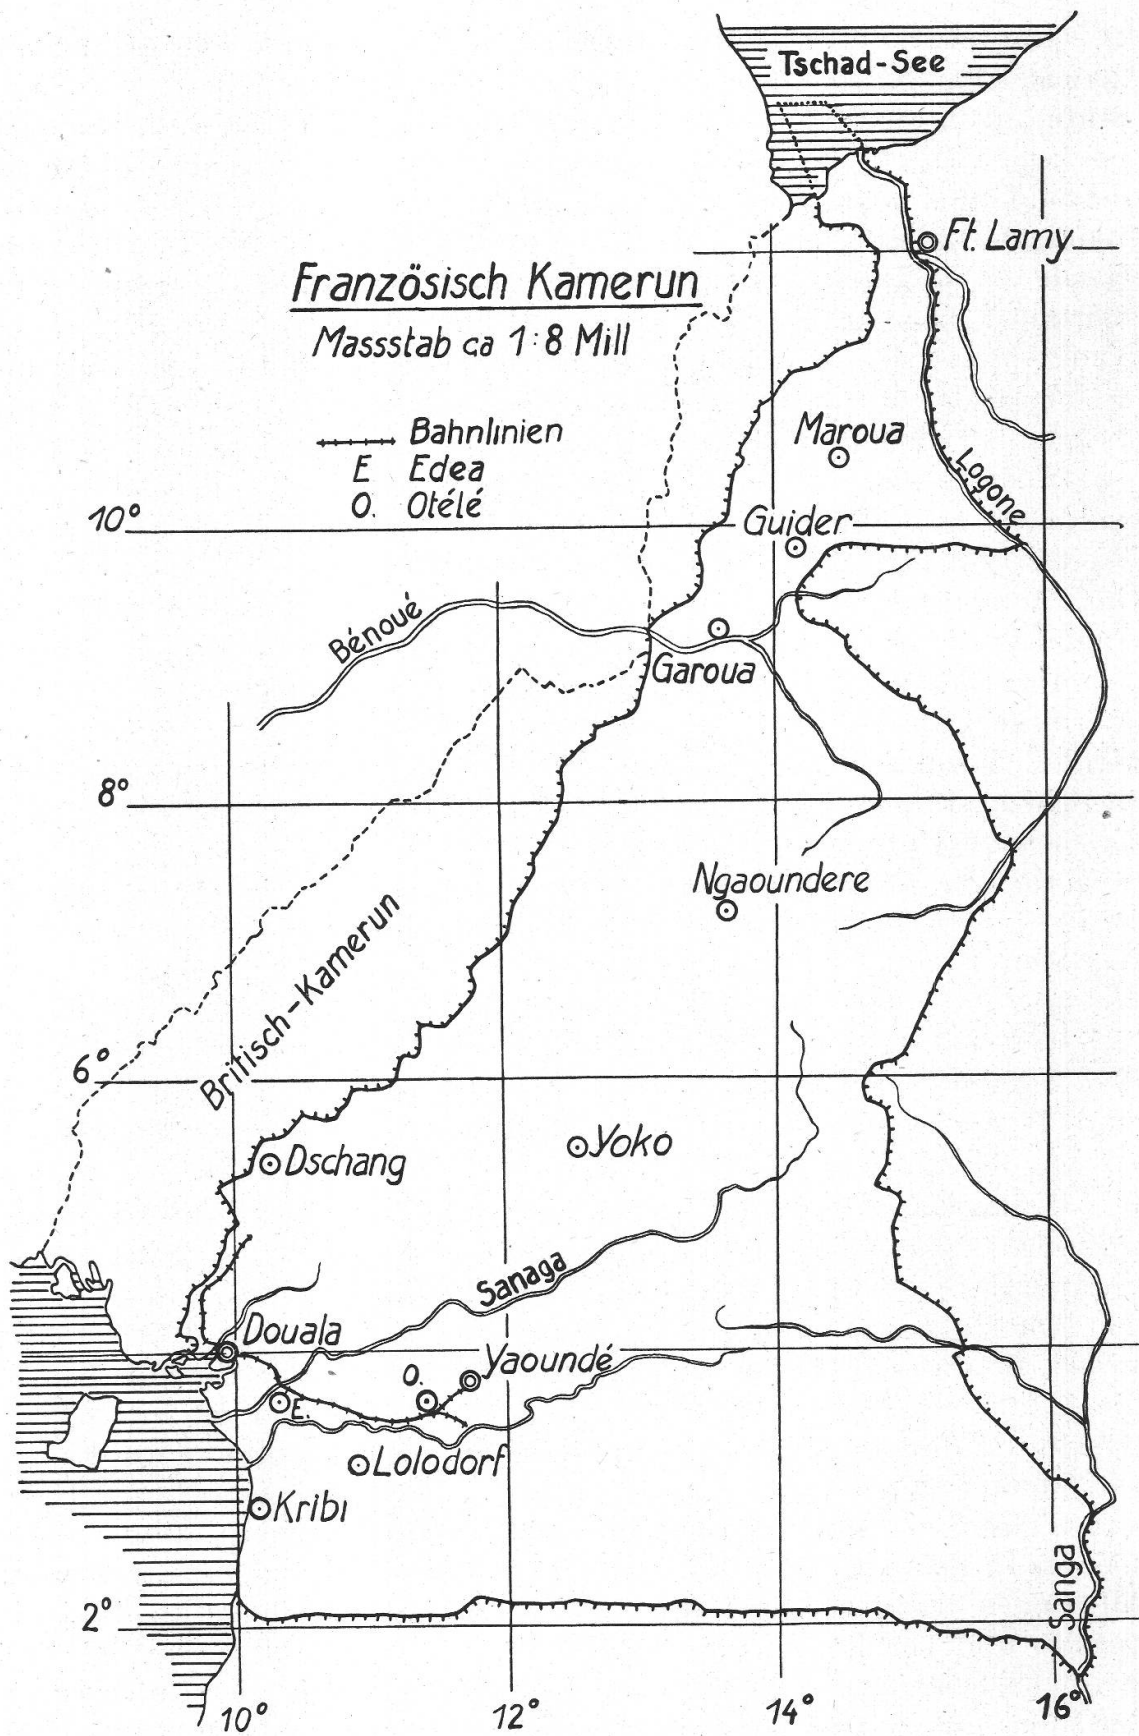 Tschad-See
Ft. Lamy
Französisch Kamerun
Massstab ca 1:8 Mill
Bahnlinien
E Edea
O. Otélé
Maroua
Logone
10°
Guider
Bénoué
Garoua
8°
Ngaoundere
Britisch-Kamerun
6°
Yoko
Dschang
Sanaga
Douala
Yaoundé
O.
E.
Lolodorf
Kribi
Sanga
2°
10°
12°
14°
16°